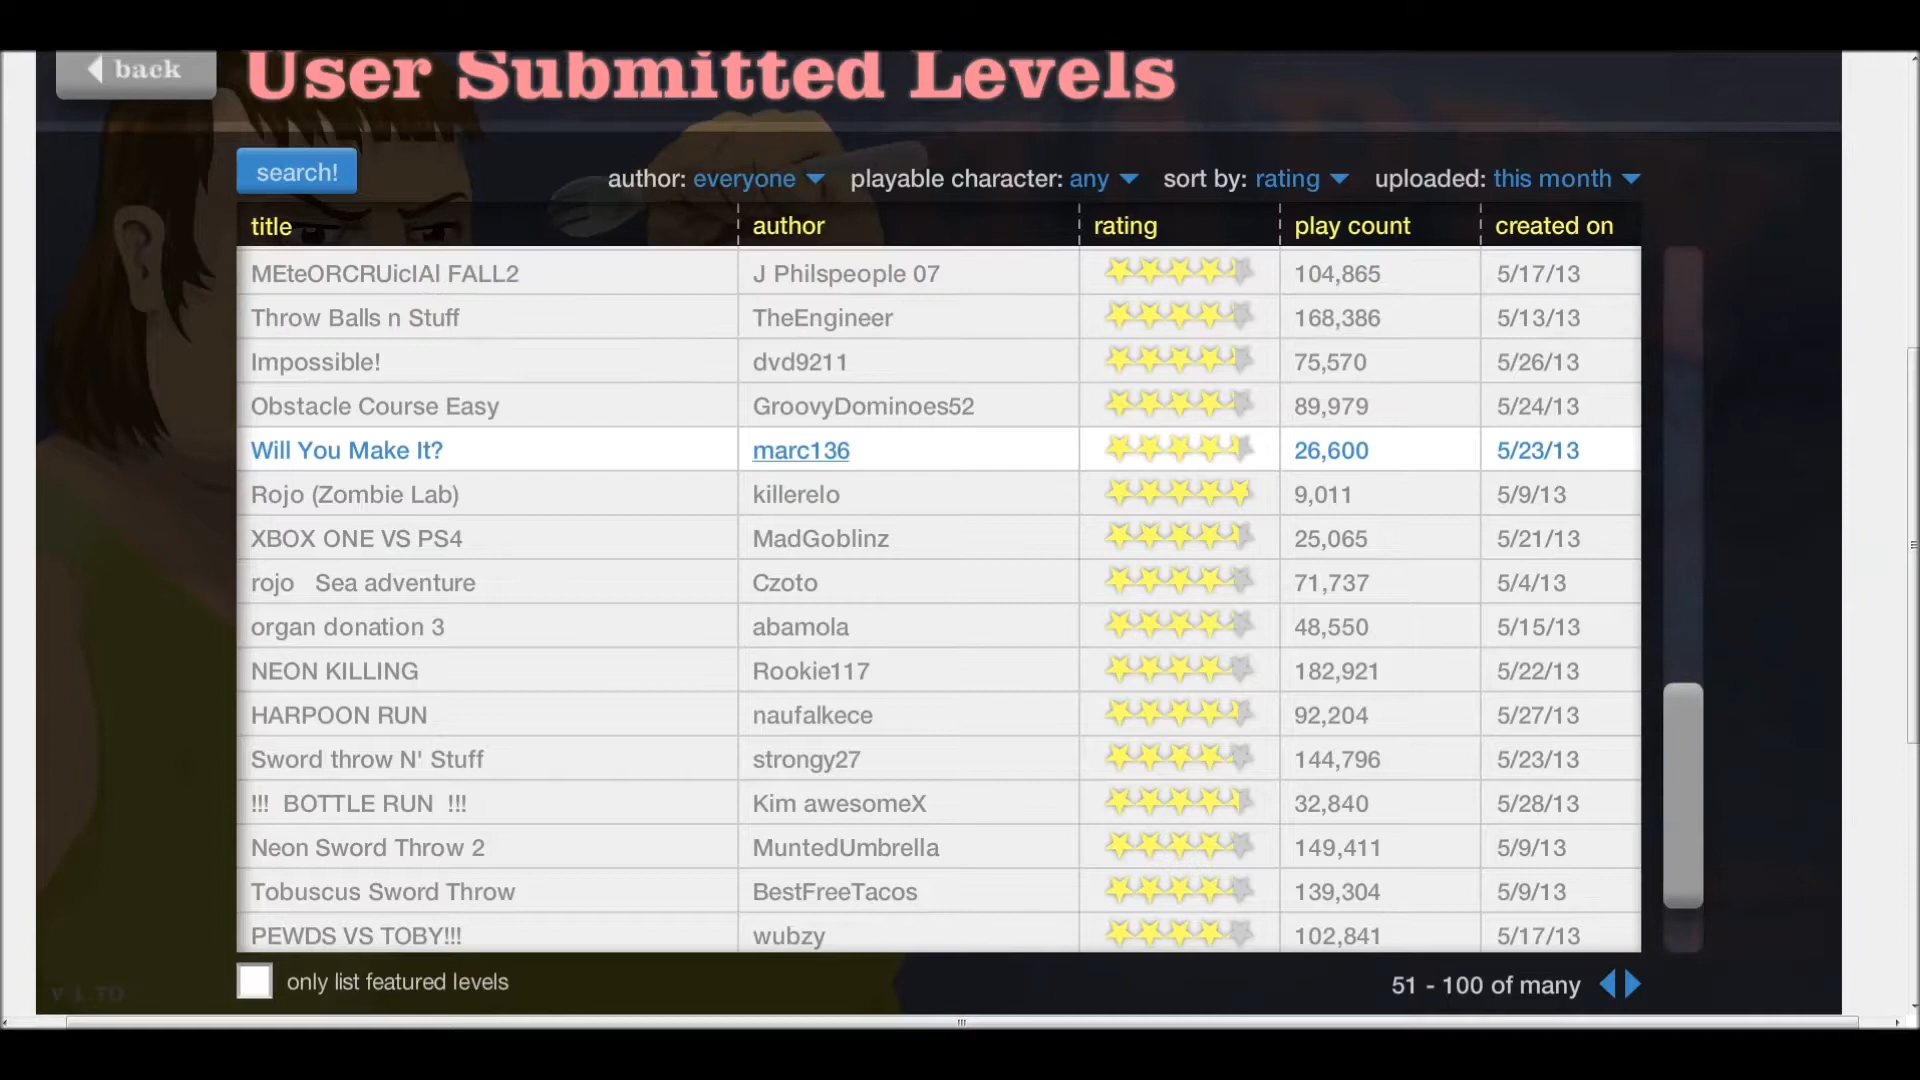 back
User Submitted Levels
search!
author: everyone playable character: any sort by: rating uploaded: this month
title author rating play count created on
MEteORCRUicIAl FALL2 J Philspeople 07 104,865 5/17/13
Throw Balls n Stuff TheEngineer 168,386 5/13/13
Impossible! dvd9211 75,570 5/26/13
Obstacle Course Easy GroovyDominoes52 89,979 5/24/13
Will You Make It? marc136 26,600 5/23/13
Rojo (Zombie Lab) killerelo 9,011 5/9/13
XBOX ONE VS PS4 MadGoblinz 25,065 5/21/13
rojo Sea adventure Czoto 71,737 5/4/13
organ donation 3 abamola 48,550 5/15/13
NEON KILLING Rookie117 182,921 5/22/13
HARPOON RUN naufalkece 92,204 5/27/13
Sword throw N' Stuff strongy27 144,796 5/23/13
!!! BOTTLE RUN !!! Kim awesomeX 32,840 5/28/13
Neon Sword Throw 2 MuntedUmbrella 149,411 5/9/13
Tobuscus Sword Throw BestFreeTacos 139,304 5/9/13
PEWDS VS TOBY!!! wubzy 102,841 5/17/13
only list featured levels
51 - 100 of many
v 1.70